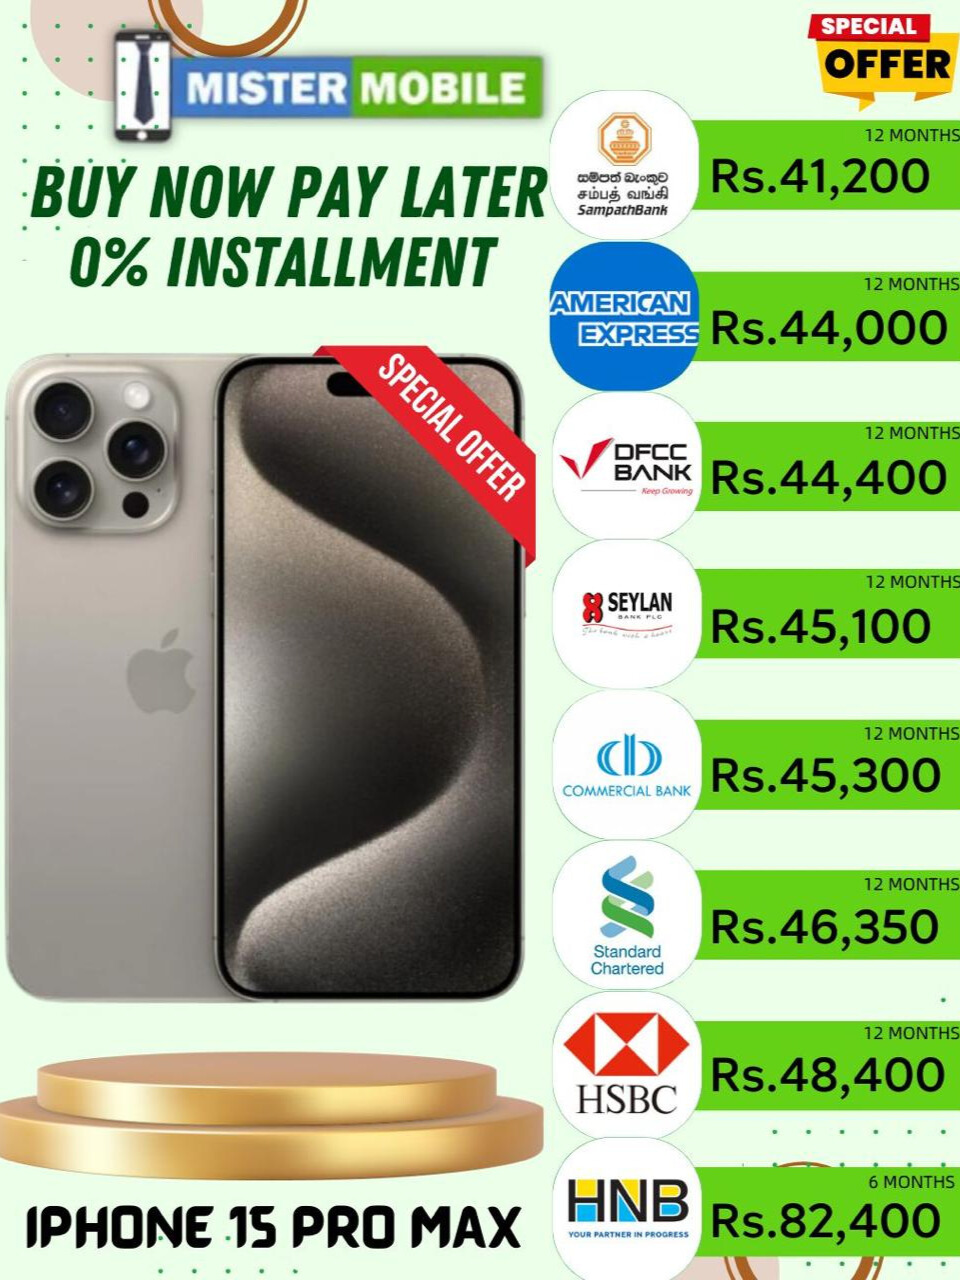 MISTER MOBILE
SPECIAL
OFFER
BUY NOW PAY LATER
0% INSTALLMENT
SPECIAL OFFER
IPHONE 15 PRO MAX
සම්පත් බැංකුව
சம்பத் வங்கி
SampathBank
12 MONTHS
Rs.41,200
AMERICAN
EXPRESS
12 MONTHS
Rs.44,000
DFCC
BANK
Keep Growing
12 MONTHS
Rs.44,400
SEYLAN
BANK PLC
The bank with a heart
12 MONTHS
Rs.45,100
COMMERCIAL BANK
12 MONTHS
Rs.45,300
Standard
Chartered
12 MONTHS
Rs.46,350
HSBC
12 MONTHS
Rs.48,400
HNB
YOUR PARTNER IN PROGRESS
6 MONTHS
Rs.82,400